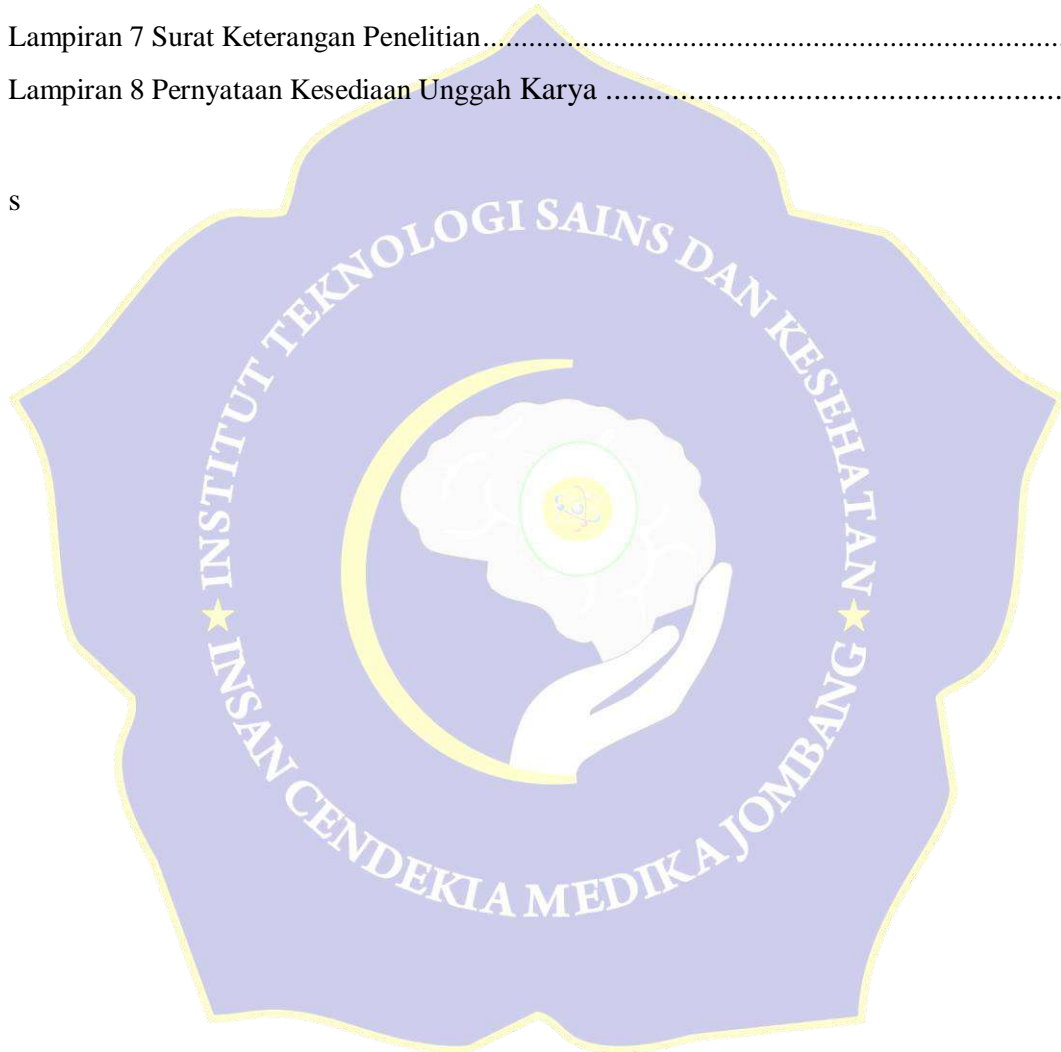 Lampiran 7 Surat Keterangan Penelitian..........................................................................
Lampiran 8 Pernyataan Kesediaan Unggah Karya ......................................................
s
INSTITUT TEKNOLOGI SAINS DAN KESEHATAN
INSAN CENDEKIA MEDIKA JOMBANG